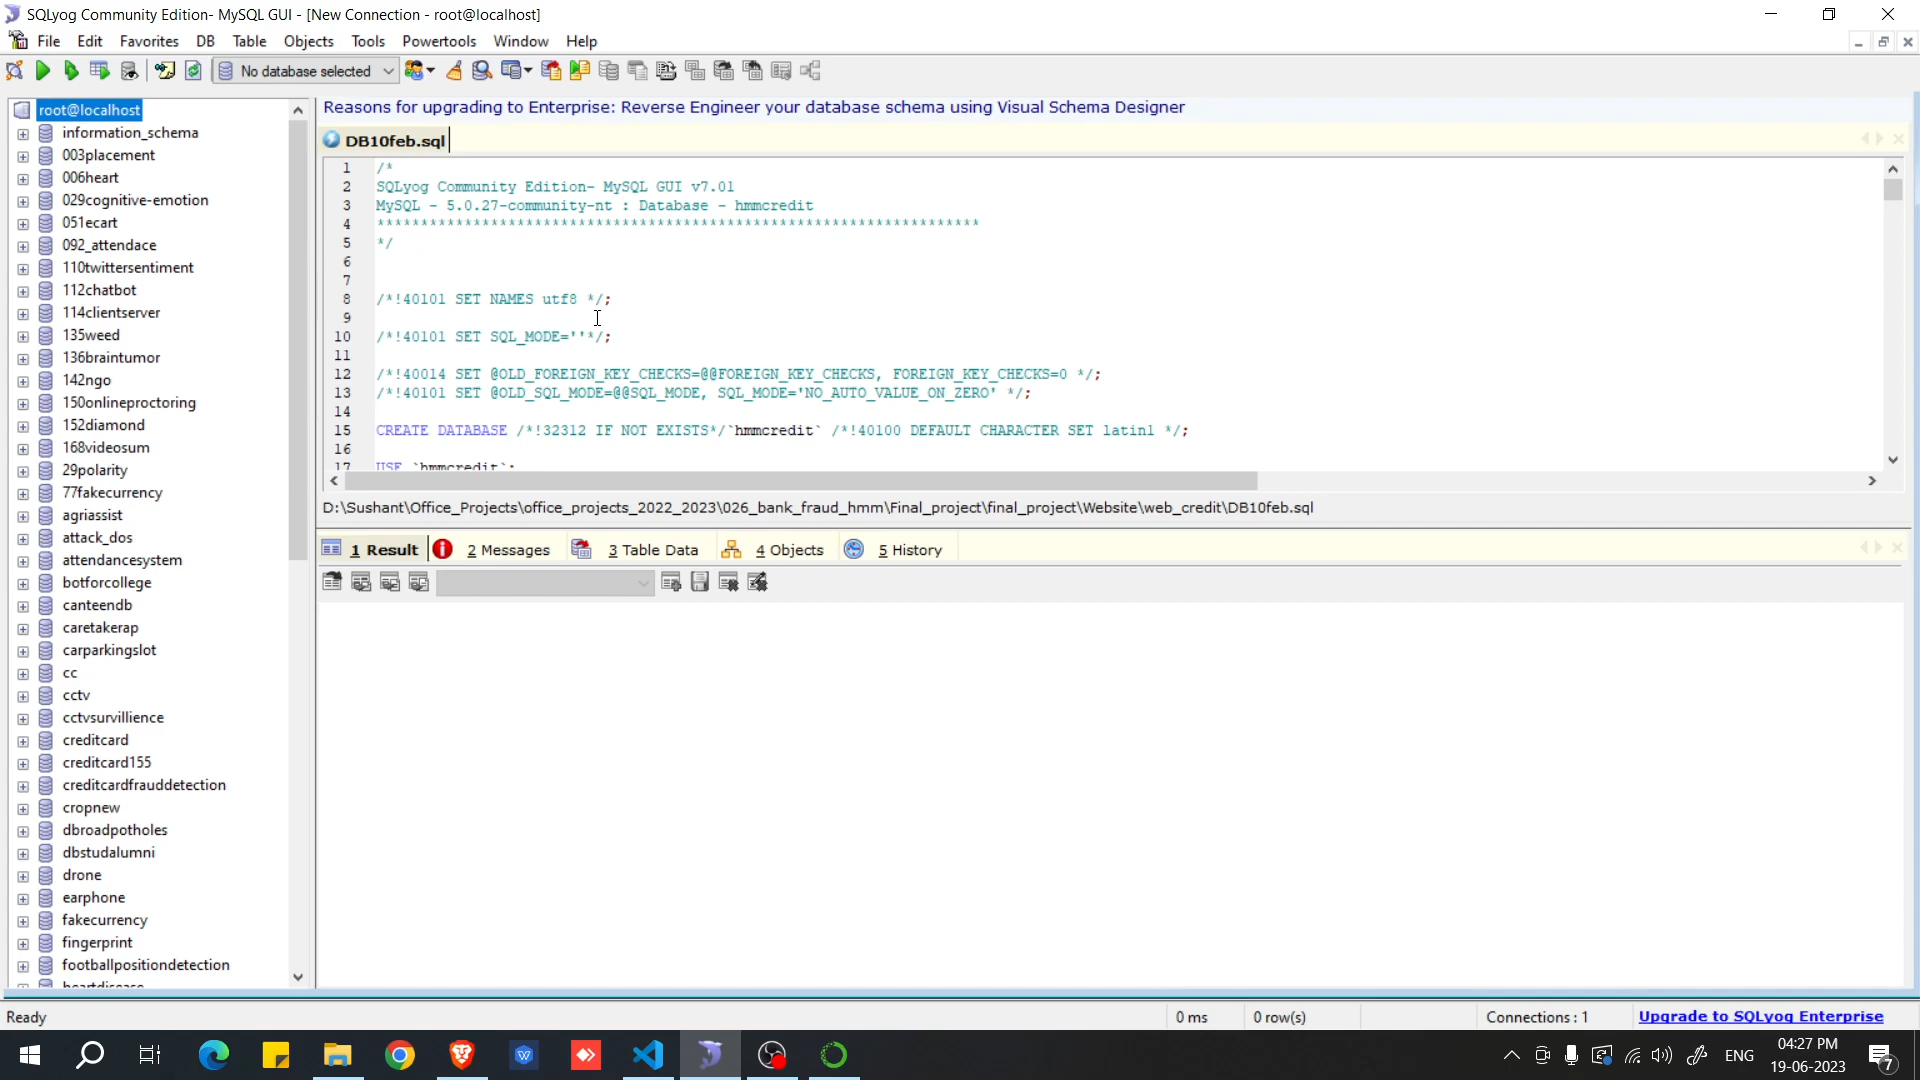 SQLyog Community Edition- MySQL GUI - [New Connection - root@localhost]
File Edit Favorites DB Table Objects Tools Powertools Window Help
No database selected
root@localhost
information_schema
003placement
006heart
029cognitive-emotion
051ecart
092_attendace
110twittersentiment
112chatbot
114clientserver
135weed
136braintumor
142ngo
150onlineproctoring
152diamond
168videosum
29polarity
77fakecurrency
agriassist
attack_dos
attendancesystem
botforcollege
canteendb
caretakerap
carparkingslot
cc
cctv
cctvsurvillience
creditcard
creditcard155
creditcardfrauddetection
cropnew
dbroadpotholes
dbstudalumni
drone
earphone
fakecurrency
fingerprint
footballpositiondetection
heartdisease
Reasons for upgrading to Enterprise: Reverse Engineer your database schema using Visual Schema Designer
DB10feb.sql
1 /*
2 SQLyog Community Edition- MySQL GUI v7.01
3 MySQL - 5.0.27-community-nt : Database - hmmcredit
4 *********************************************************************
5 */
6
7
8 /*!40101 SET NAMES utf8 */;
9
10 /*!40101 SET SQL_MODE=''*/;
11
12 /*!40014 SET @OLD_FOREIGN_KEY_CHECKS=@@FOREIGN_KEY_CHECKS, FOREIGN_KEY_CHECKS=0 */;
13 /*!40101 SET @OLD_SQL_MODE=@@SQL_MODE, SQL_MODE='NO_AUTO_VALUE_ON_ZERO' */;
14
15 CREATE DATABASE /*!32312 IF NOT EXISTS*/`hmmcredit` /*!40100 DEFAULT CHARACTER SET latin1 */;
16
17 USE `hmmcredit`;
D:\Sushant\Office_Projects\office_projects_2022_2023\026_bank_fraud_hmm\Final_project\final_project\Website\web_credit\DB10feb.sql
1 Result 2 Messages 3 Table Data 4 Objects 5 History
Ready 0 ms 0 row(s) Connections : 1 Upgrade to SQLyog Enterprise
ENG 04:27 PM
19-06-2023 7